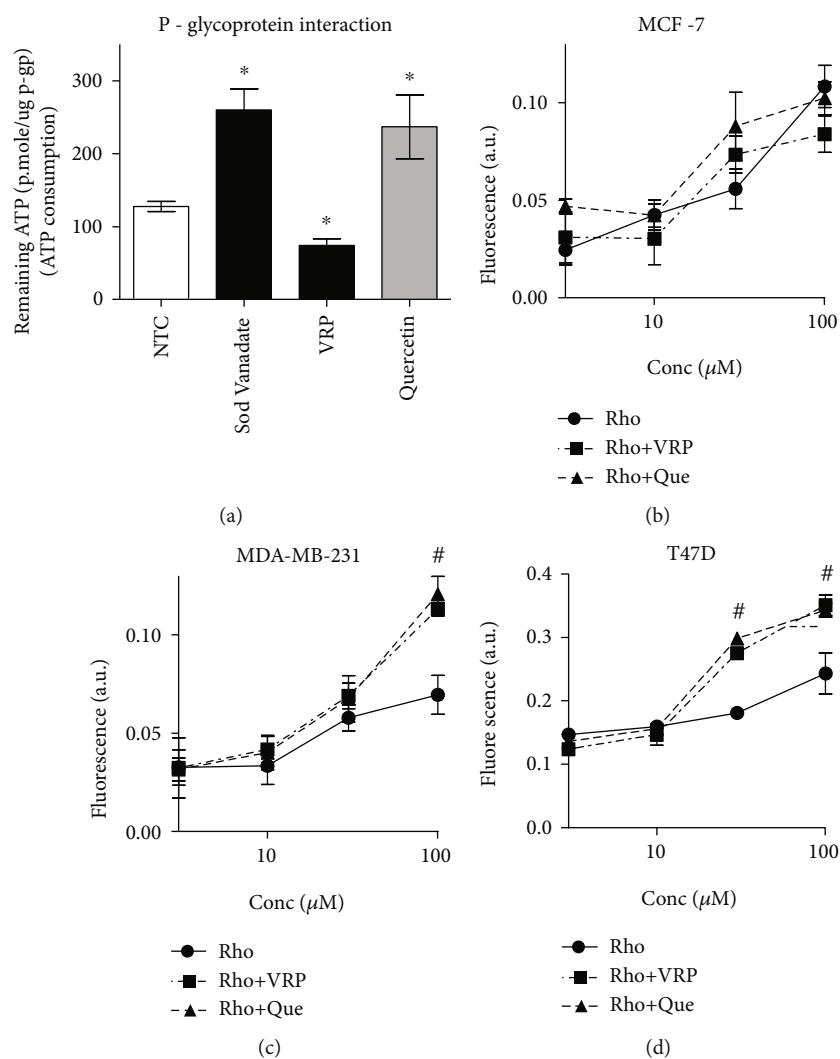 P - glycoprotein interaction
Remaining ATP (p.mole/ug p-gp)
(ATP consumption)
300
200
100
0
*
*
*
NTC
Sod Vanadate
VRP
Quercetin
(a)
MCF -7
Fluorescence (a.u.)
0.10
0.05
0.00
10
100
Conc (μM)
Rho
Rho+VRP
Rho+Que
(b)
MDA-MB-231
#
Fluorescence (a.u.)
0.10
0.05
0.00
10
100
Conc (μM)
Rho
Rho+VRP
Rho+Que
(c)
T47D
#
#
Fluore scence (a.u.)
0.4
0.3
0.2
0.1
0.0
10
100
Conc (μM)
Rho
Rho+VRP
Rho+Que
(d)